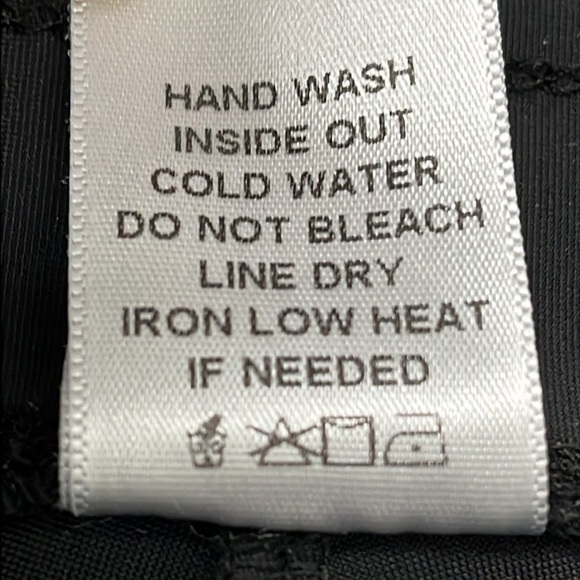 HAND WASH
INSIDE OUT
COLD WATER
DO NOT BLEACH
LINE DRY
IRON LOW HEAT
IF NEEDED